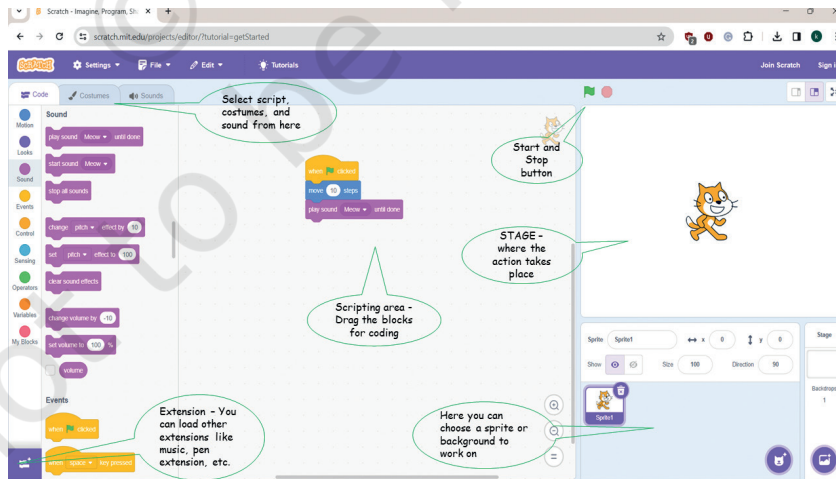 Scratch - Imagine, Program, Sh
scratch.mit.edu/projects/editor/?tutorial=getStarted
SCRATCH Settings File Edit Tutorials Join Scratch Sign i
Code Costumes Sounds
Motion
Looks
Sound
Events
Control
Sensing
Operators
Variables
My Blocks
Sound
play sound Meow until done
start sound Meow
stop all sounds
change pitch effect by 10
set pitch effect to 100
clear sound effects
change volume by -10
set volume to 100 %
volume
Events
when clicked
when space key pressed
Select script,
costumes, and
sound from here
when clicked
move 10 steps
play sound Meow until done
Scripting area -
Drag the blocks
for coding
Extension - You
can load other
extensions like
music, pen
extension, etc.
Start and
Stop
button
STAGE -
where the
action takes
place
Here you can
choose a sprite or
background to
work on
Sprite Sprite1 x 0 y 0
Show Size 100 Direction 90
Sprite1
Stage
Backdrops
1